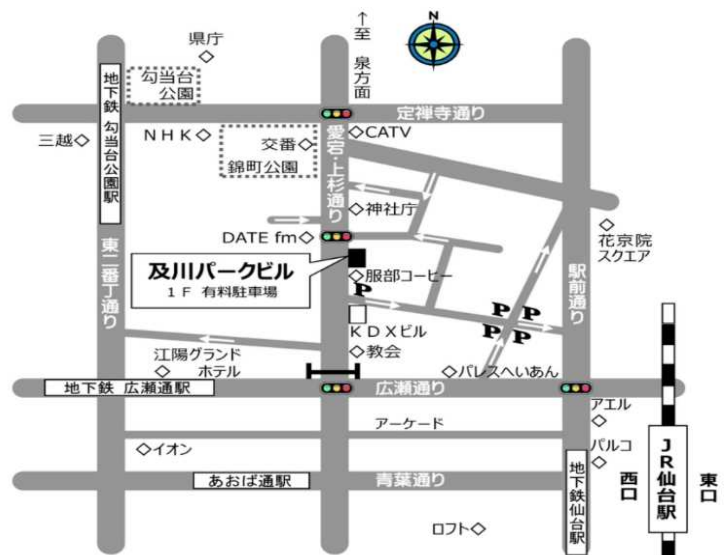 N
↑至 泉方面
県庁
勾当台
公園
地下鉄 勾当台公園駅
定禅寺通り
三越◇
NHK◇
交番◇
錦町公園
◇CATV
愛宕・上杉通り
◇神社庁
DATE fm◇
花京院
スクエア
及川パークビル
1F 有料駐車場
◇服部コーヒー
P
駅前通り
東二番丁通り
P P
P P
KDXビル
◇教会
江陽グランド
ホテル
◇パレスへいあん
地下鉄 広瀬通駅
広瀬通り
アエル
アーケード
◇イオン
パルコ
JR仙台駅
西口
東口
あおば通駅
青葉通り
地下鉄仙台駅
ロフト◇